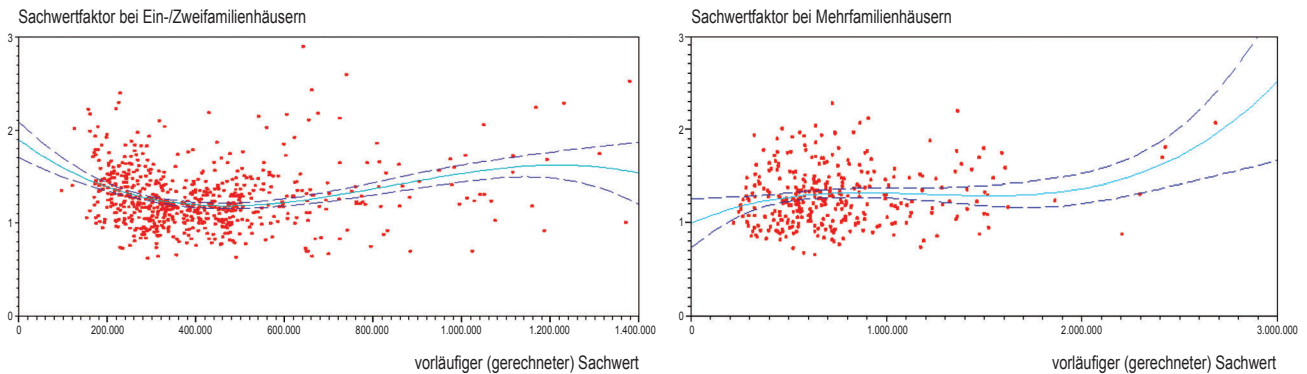 Sachwertfaktor bei Ein-/Zweifamilienhäusern
3
2
1
0
0 200.000 400.000 600.000 800.000 1.000.000 1.200.000 1.400.000
vorläufiger (gerechneter) Sachwert
Sachwertfaktor bei Mehrfamilienhäusern
3
2
1
0
0 1.000.000 2.000.000 3.000.000
vorläufiger (gerechneter) Sachwert